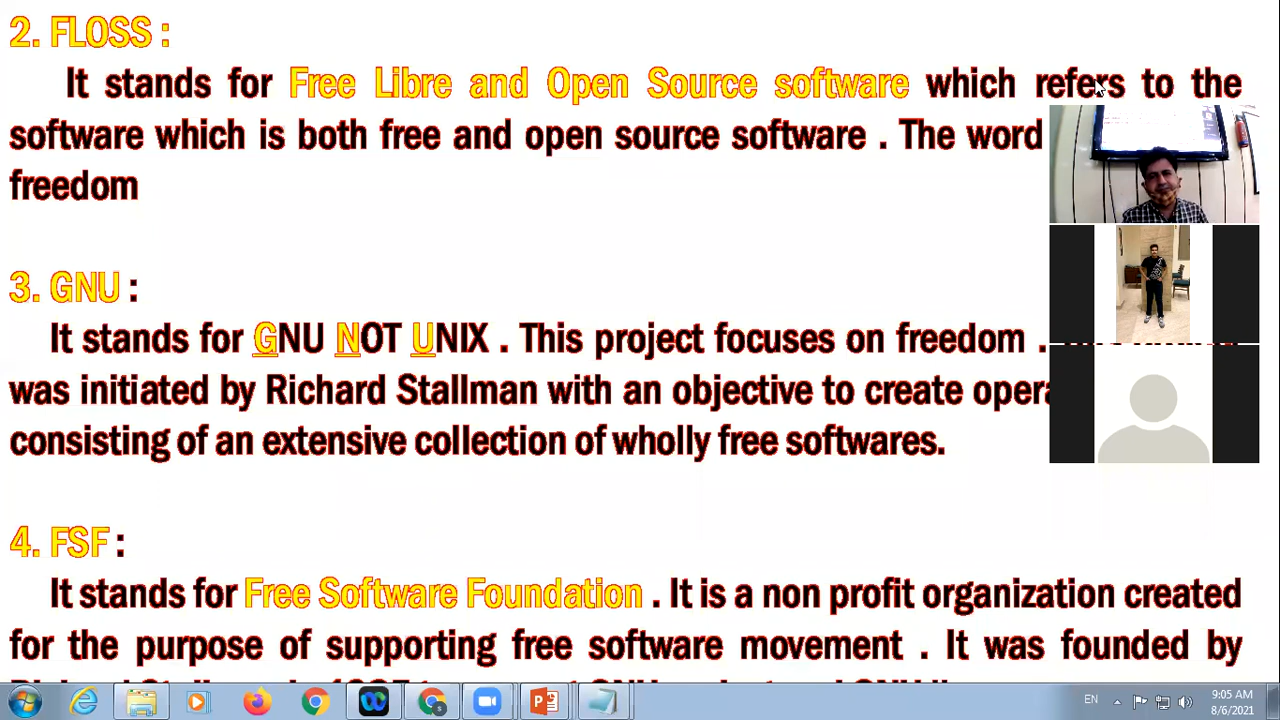 2. FLOSS :
It stands for Free Libre and Open Source software which refers to the
software which is both free and open source software . The word
freedom
3. GNU :
It stands for GNU NOT UNIX . This project focuses on freedom .
was initiated by Richard Stallman with an objective to create opera
consisting of an extensive collection of wholly free softwares.
4. FSF :
It stands for Free Software Foundation . It is a non profit organization created
for the purpose of supporting free software movement . It was founded by
EN
9:05 AM
8/6/2021